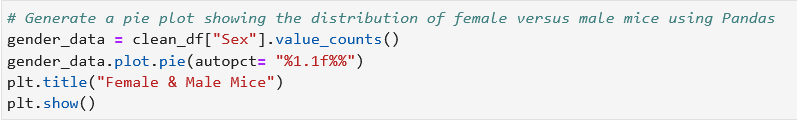 # Generate a pie plot showing the distribution of female versus male mice using Pandas
gender_data = clean_df["Sex"].value_counts()
gender_data.plot.pie(autopct= "%1.1f%%")
plt.title("Female & Male Mice")
plt.show()